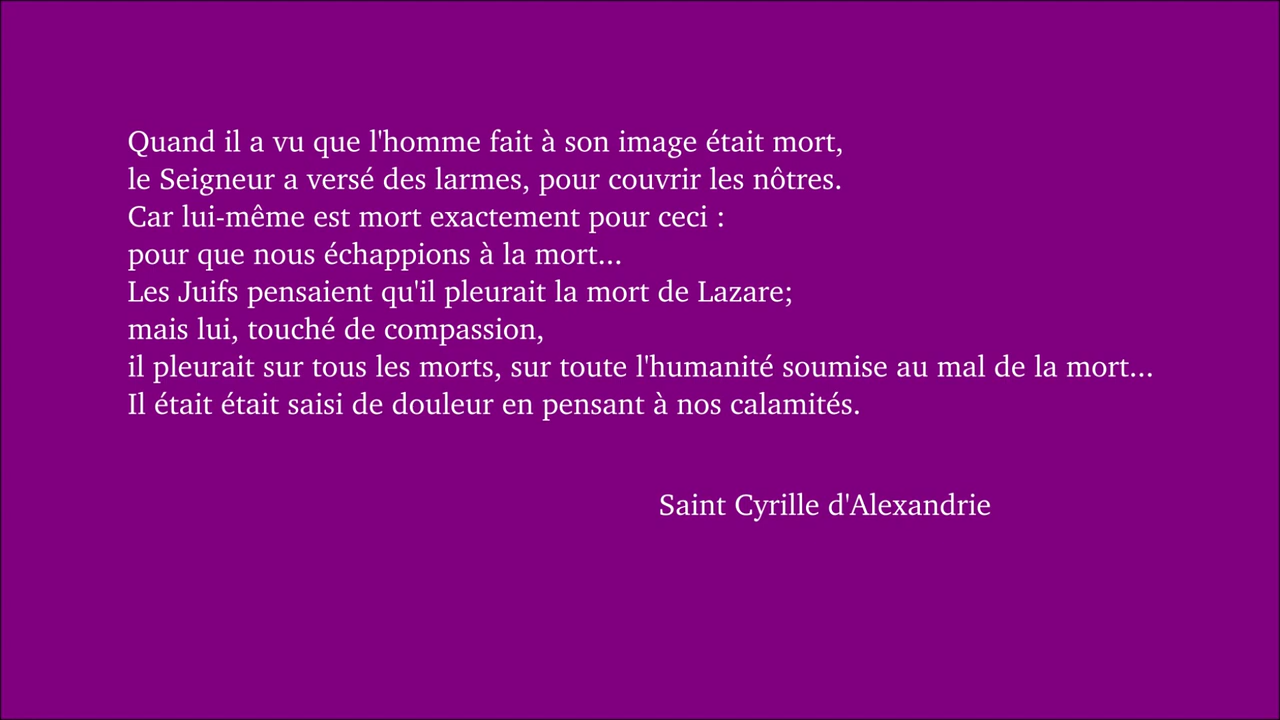 Quand il a vu que l'homme fait à son image était mort,
le Seigneur a versé des larmes, pour couvrir les nôtres.
Car lui-même est mort exactement pour ceci :
pour que nous échappions à la mort...
Les Juifs pensaient qu'il pleurait la mort de Lazare;
mais lui, touché de compassion,
il pleurait sur tous les morts, sur toute l'humanité soumise au mal de la mort...
Il était était saisi de douleur en pensant à nos calamités.
Saint Cyrille d'Alexandrie